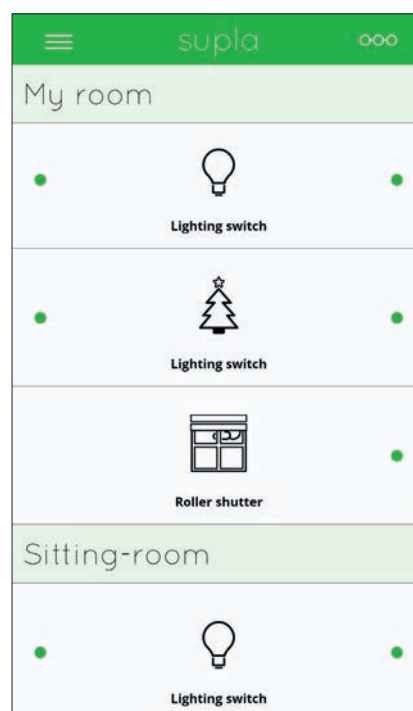 supla
My room
Lighting switch
Lighting switch
Roller shutter
Sitting-room
Lighting switch